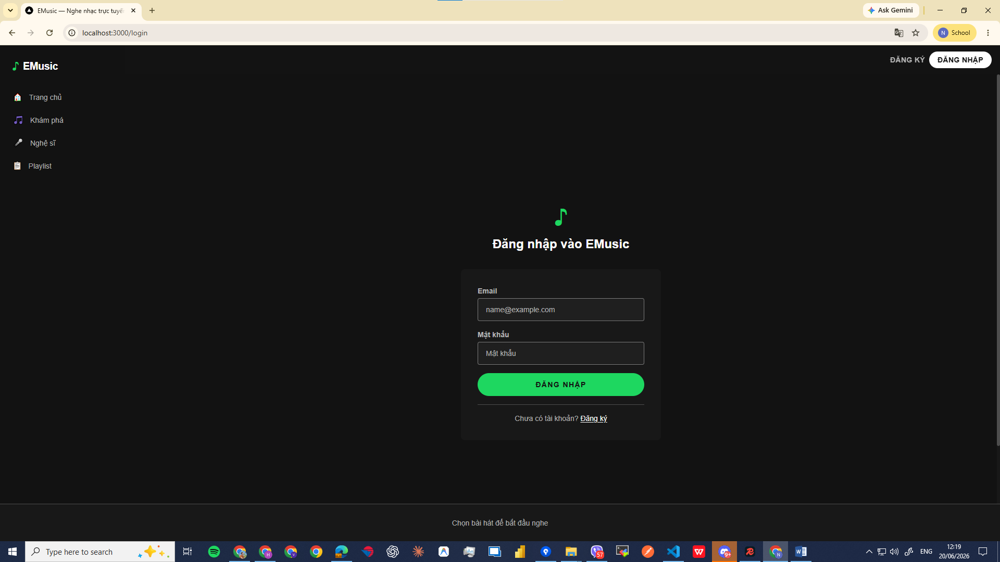 EMusic — Nghe nhạc trực tuyế
Ask Gemini
localhost:3000/login
N
School
EMusic
ĐĂNG KÝ
ĐĂNG NHẬP
Trang chủ
Khám phá
Nghệ sĩ
Playlist
Đăng nhập vào EMusic
Email
name@example.com
Mật khẩu
Mật khẩu
ĐĂNG NHẬP
Chưa có tài khoản? Đăng ký
Chọn bài hát để bắt đầu nghe
Type here to search
H
V
57
W
9+
N
W
ENG
12:19
20/06/2026